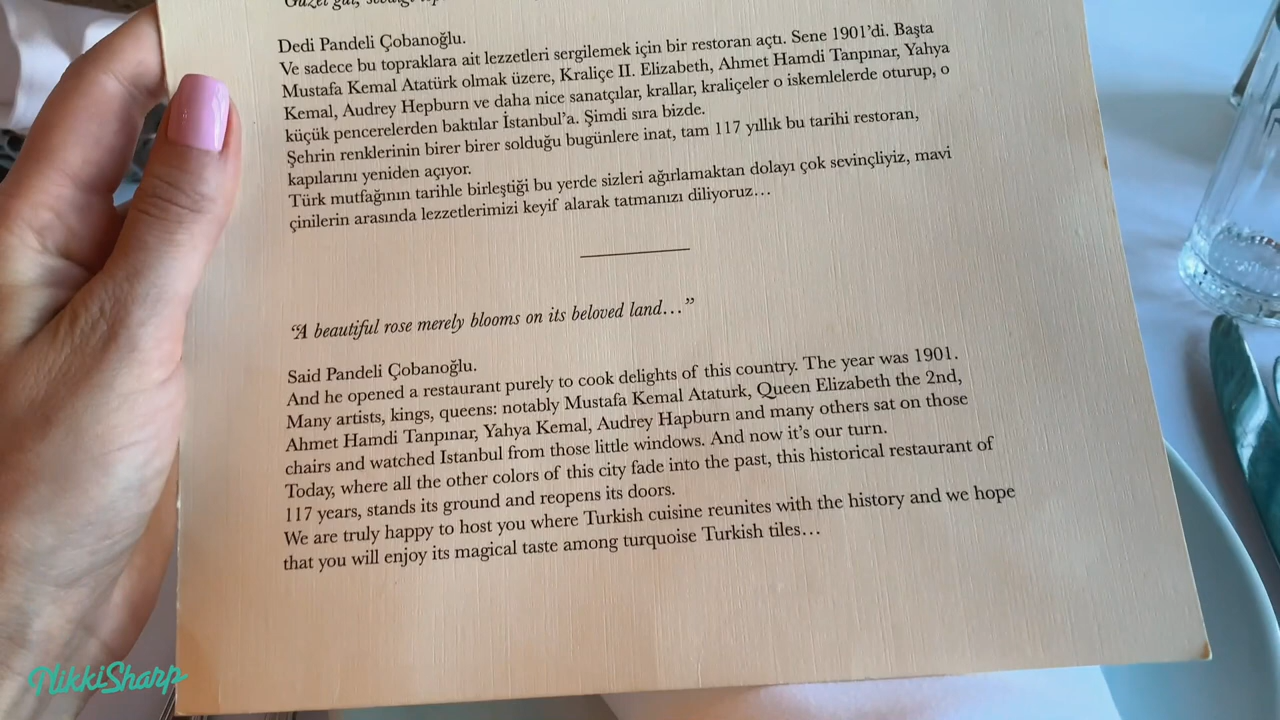 "Güzel gül,
Dedi Pandeli Çobanoğlu.
Ve sadece bu topraklara ait lezzetleri sergilemek için bir restoran açtı. Sene 1901'di. Başta
Mustafa Kemal Atatürk olmak üzere, Kraliçe II. Elizabeth, Ahmet Hamdi Tanpınar, Yahya
Kemal, Audrey Hepburn ve daha nice sanatçılar, krallar, kraliçeler o iskemlelerde oturup, o
küçük pencerelerden baktılar İstanbul'a. Şimdi sıra bizde.
Şehrin renklerinin birer birer solduğu bugünlere inat, tam 117 yıllık bu tarihi restoran,
kapılarını yeniden açıyor.
Türk mutfağının tarihle birleştiği bu yerde sizleri ağırlamaktan dolayı çok sevinçliyiz, mavi
çinilerin arasında lezzetlerimizi keyif alarak tatmanızı diliyoruz…
"A beautiful rose merely blooms on its beloved land…"
Said Pandeli Çobanoğlu.
And he opened a restaurant purely to cook delights of this country. The year was 1901.
Many artists, kings, queens: notably Mustafa Kemal Ataturk, Queen Elizabeth the 2nd,
Ahmet Hamdi Tanpınar, Yahya Kemal, Audrey Hapburn and many others sat on those
chairs and watched Istanbul from those little windows. And now it's our turn.
Today, where all the other colors of this city fade into the past, this historical restaurant of
117 years, stands its ground and reopens its doors.
We are truly happy to host you where Turkish cuisine reunites with the history and we hope
that you will enjoy its magical taste among turquoise Turkish tiles…
NikkiSharp